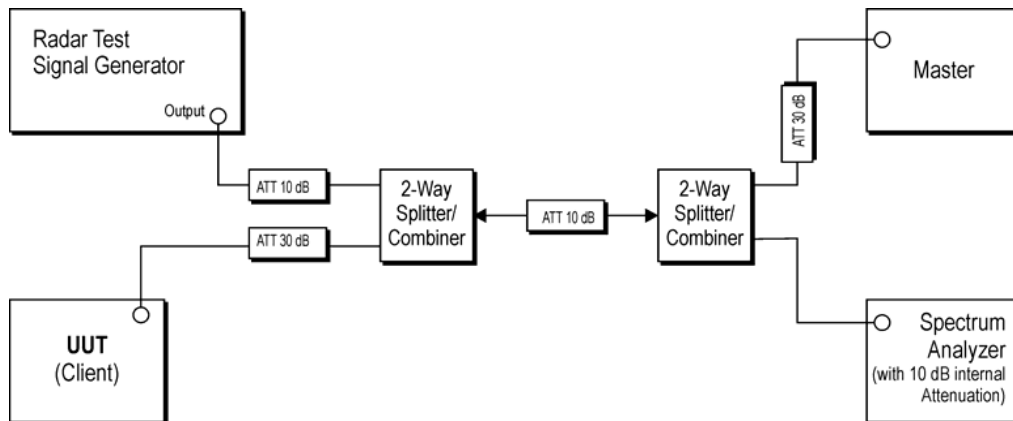 Radar Test
Signal Generator
Output
ATT 10 dB
ATT 30 dB
2-Way
Splitter/
Combiner
ATT 10 dB
2-Way
Splitter/
Combiner
ATT 30 dB
Master
UUT
(Client)
Spectrum
Analyzer
(with 10 dB internal
Attenuation)